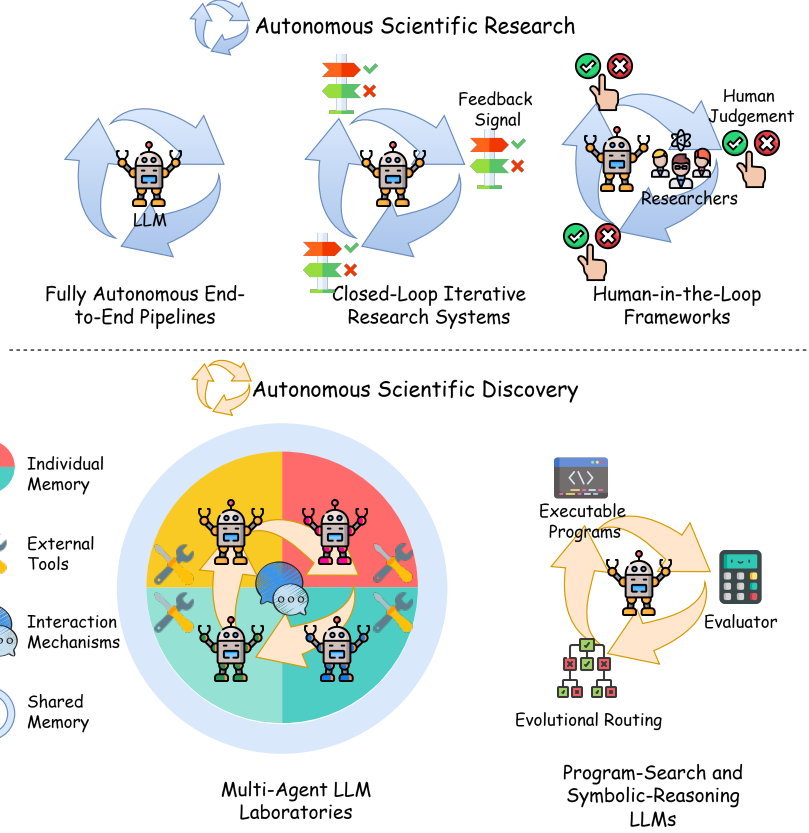 Autonomous Scientific Research
Feedback
Signal
Human
Judgement
LLM
Researchers
Fully Autonomous End-
to-End Pipelines
Closed-Loop Iterative
Research Systems
Human-in-the-Loop
Frameworks
Autonomous Scientific Discovery
Individual
Memory
External
Tools
Interaction
Mechanisms
Shared
Memory
Executable
Programs
Evaluator
Evolutional Routing
Multi-Agent LLM
Laboratories
Program-Search and
Symbolic-Reasoning
LLMs